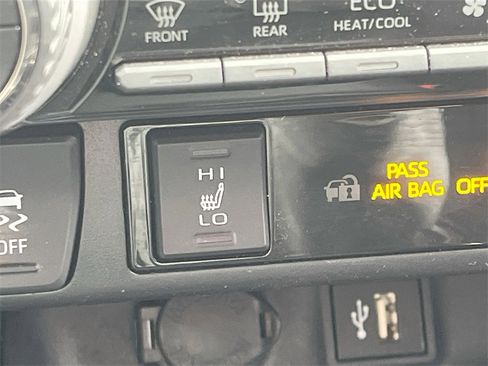 FRONT
REAR
ECO
HEAT/COOL
HI
LO
PASS
AIR BAG OFF
OFF